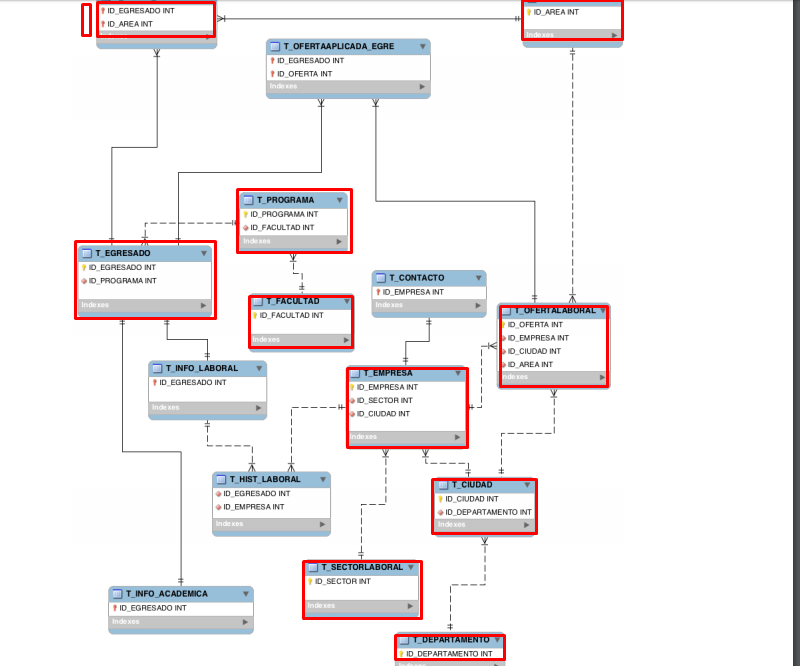 ID_EGRESADO INT
ID_AREA INT
Indexes
ID_AREA INT
Indexes
T_OFERTAAPLICADA_EGRE
ID_EGRESADO INT
ID_OFERTA INT
Indexes
T_PROGRAMA
ID_PROGRAMA INT
ID_FACULTAD INT
Indexes
T_EGRESADO
ID_EGRESADO INT
ID_PROGRAMA INT
Indexes
T_CONTACTO
ID_EMPRESA INT
Indexes
T_FACULTAD
ID_FACULTAD INT
Indexes
T_OFERTALABORAL
ID_OFERTA INT
ID_EMPRESA INT
ID_CIUDAD INT
ID_AREA INT
Indexes
T_INFO_LABORAL
ID_EGRESADO INT
Indexes
T_EMPRESA
ID_EMPRESA INT
ID_SECTOR INT
ID_CIUDAD INT
Indexes
T_HIST_LABORAL
ID_EGRESADO INT
ID_EMPRESA INT
Indexes
T_CIUDAD
ID_CIUDAD INT
ID_DEPARTAMENTO INT
Indexes
T_SECTORLABORAL
ID_SECTOR INT
Indexes
T_INFO_ACADEMICA
ID_EGRESADO INT
Indexes
T_DEPARTAMENTO
ID_DEPARTAMENTO INT
Indexes